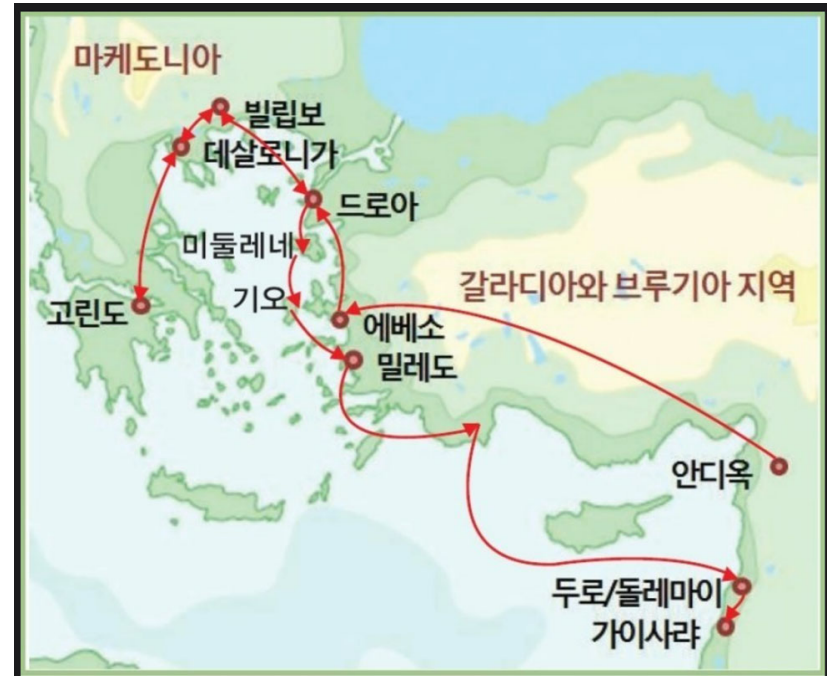 마케도니아
빌립보
데살로니가
드로아
미둘레네
갈라디아와 브루기아 지역
기오
고린도
에베소
밀레도
안디옥
두로/돌레마이
가이사랴